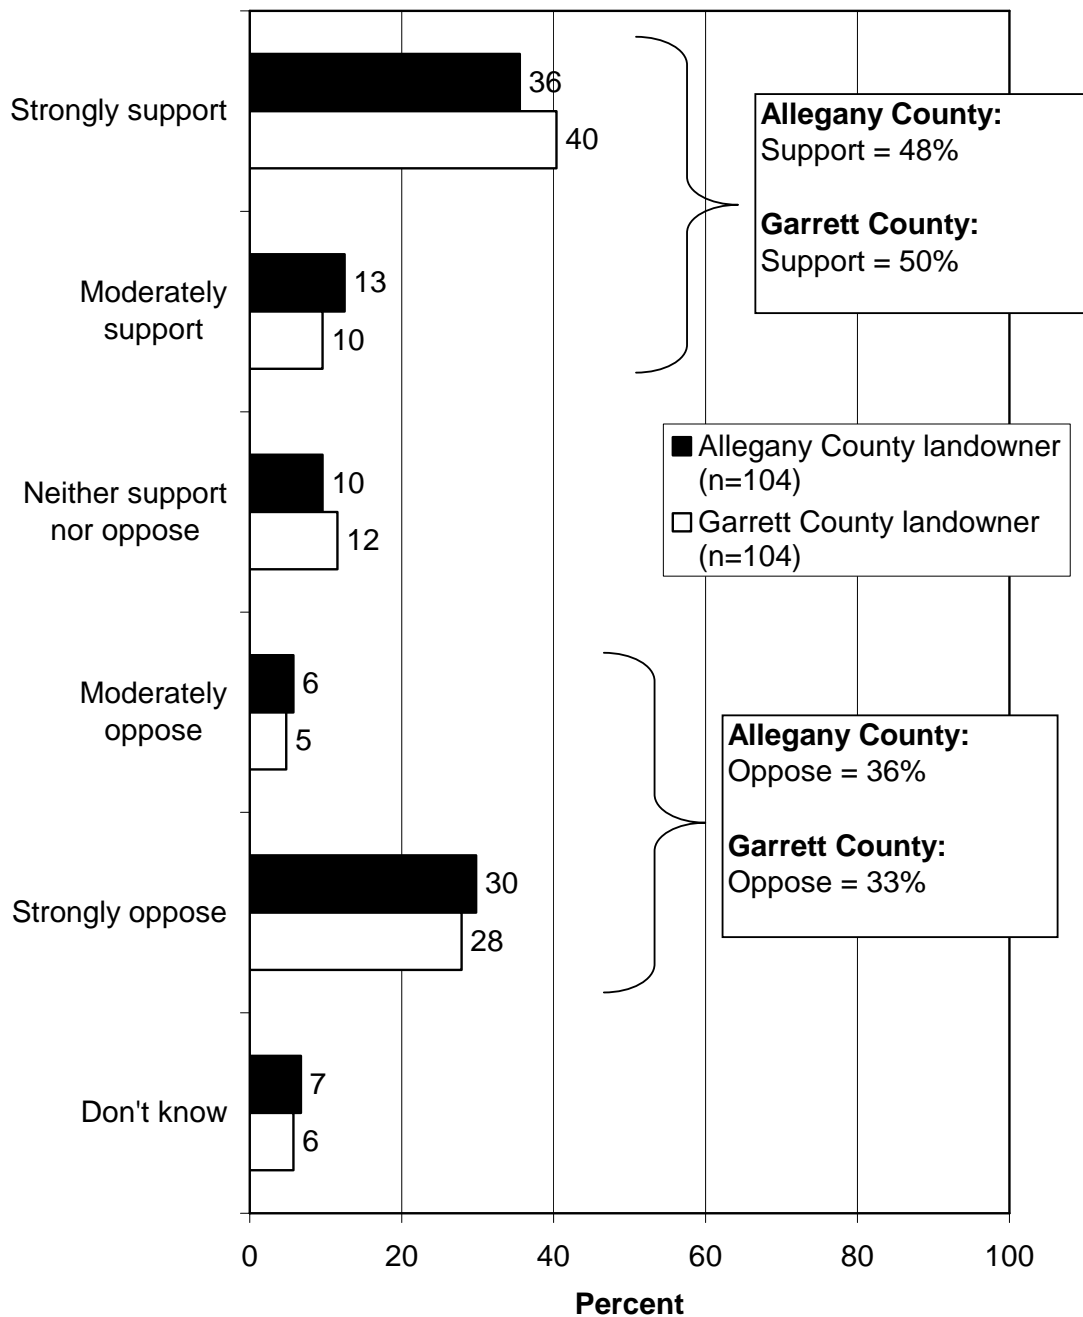 Strongly support
36
40
Allegany County:
Support = 48%
Garrett County:
Support = 50%
Moderately
support
13
10
Neither support
nor oppose
10
12
Allegany County landowner
(n=104)
Garrett County landowner
(n=104)
Moderately
oppose
6
5
Allegany County:
Oppose = 36%
Garrett County:
Oppose = 33%
Strongly oppose
30
28
Don't know
7
6
0 20 40 60 80 100
Percent